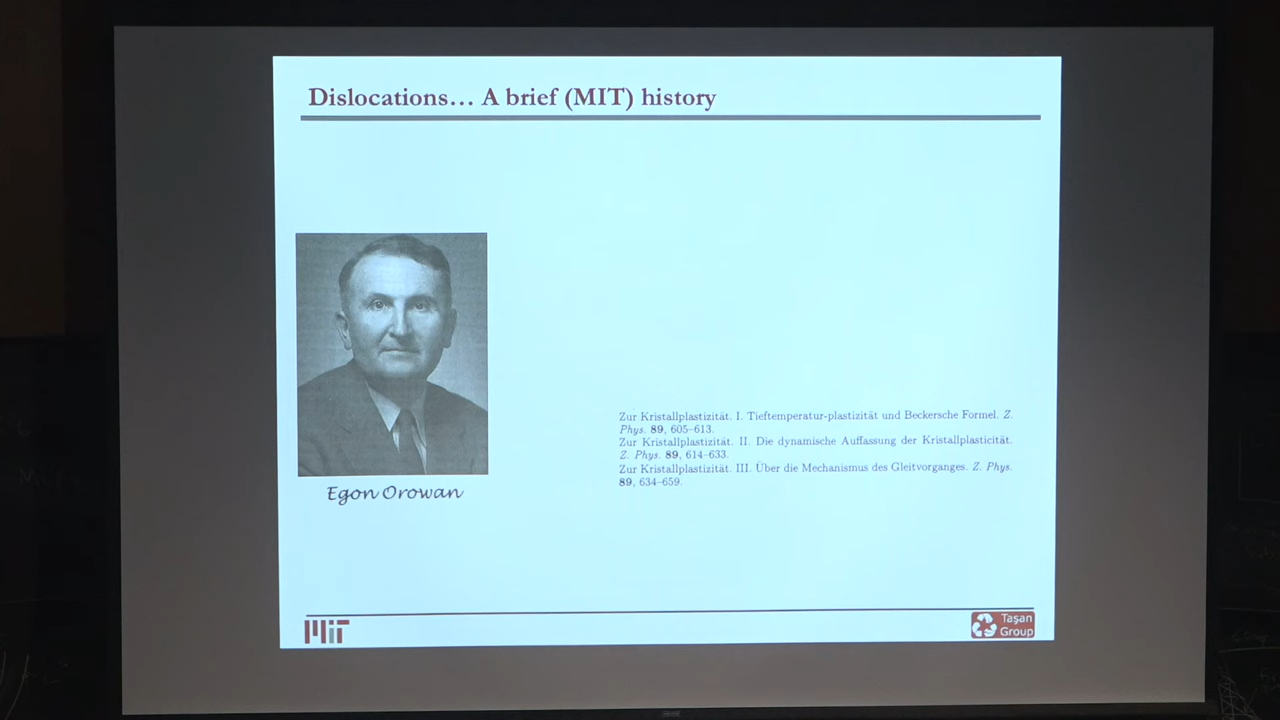 Dislocations… A brief (MIT) history
Zur Kristallplastizität. I. Tieftemperatur-plastizität und Beckersche Formel. Z.
Phys. 89, 605–613.
Zur Kristallplastizität. II. Die dynamische Auffassung der Kristallplasticität.
Z. Phys. 89, 614–633.
Zur Kristallplastizität. III. Über die Mechanismus des Gleitvorganges. Z. Phys.
89, 634–659.
Egon Orowan
MIT
Taşan
Group